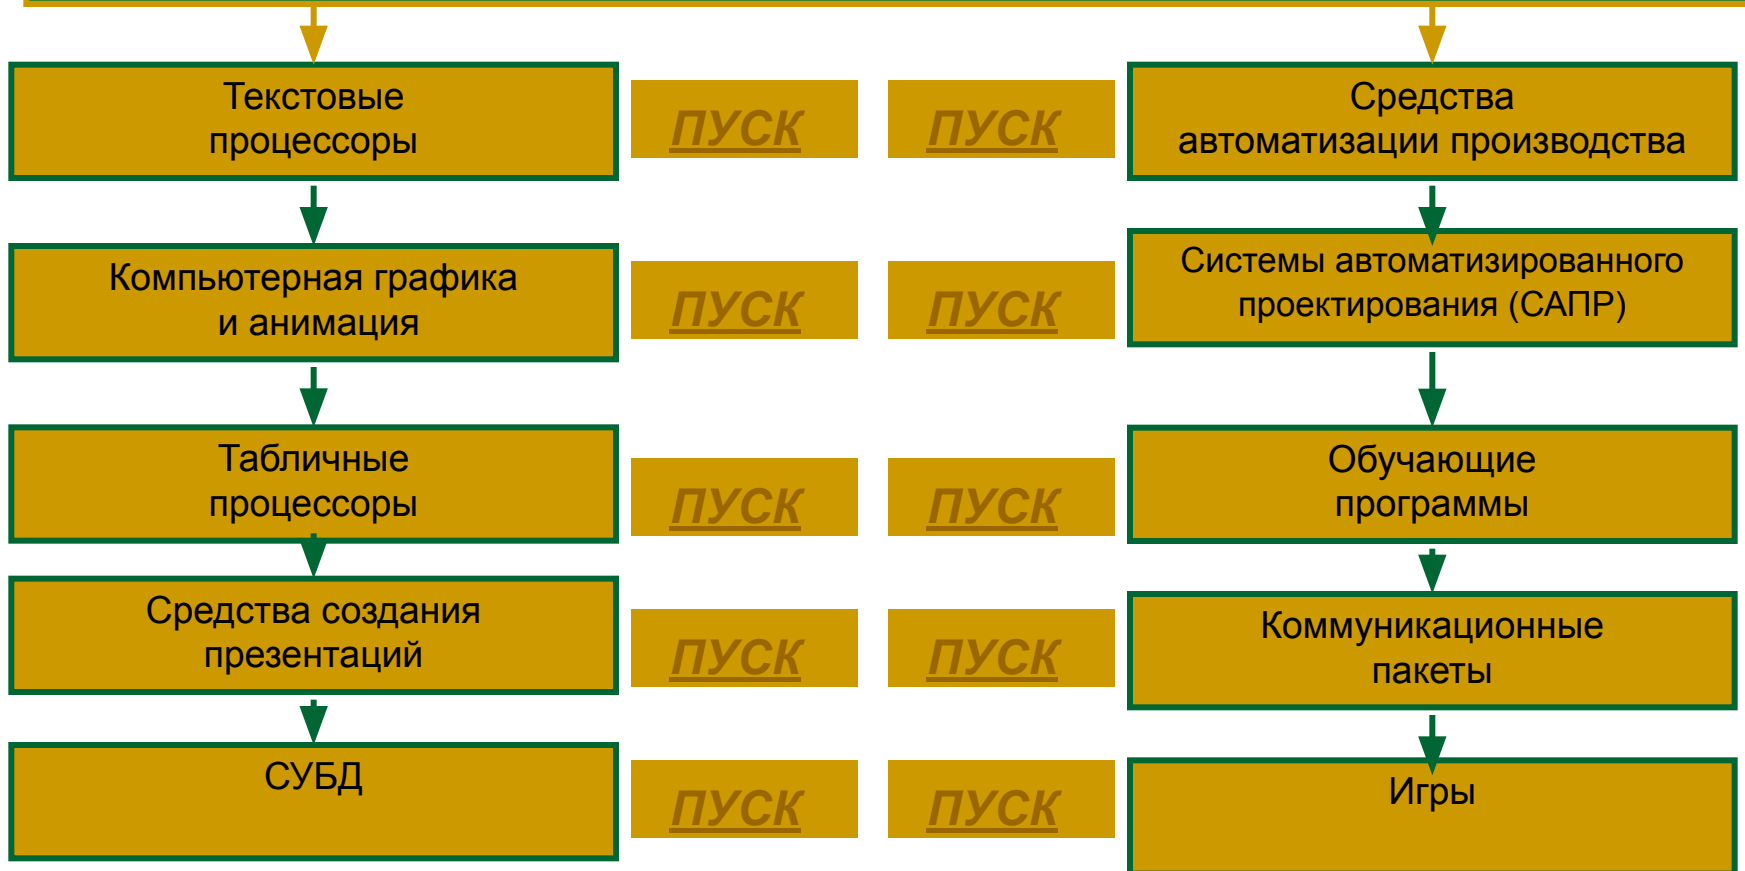 Текстовые
процессоры
ПУСК
ПУСК
Средства
автоматизации производства
Компьютерная графика
и анимация
ПУСК
ПУСК
Системы автоматизированного
проектирования (САПР)
Табличные
процессоры
ПУСК
ПУСК
Обучающие
программы
Средства создания
презентаций
ПУСК
ПУСК
Коммуникационные
пакеты
СУБД
ПУСК
ПУСК
Игры